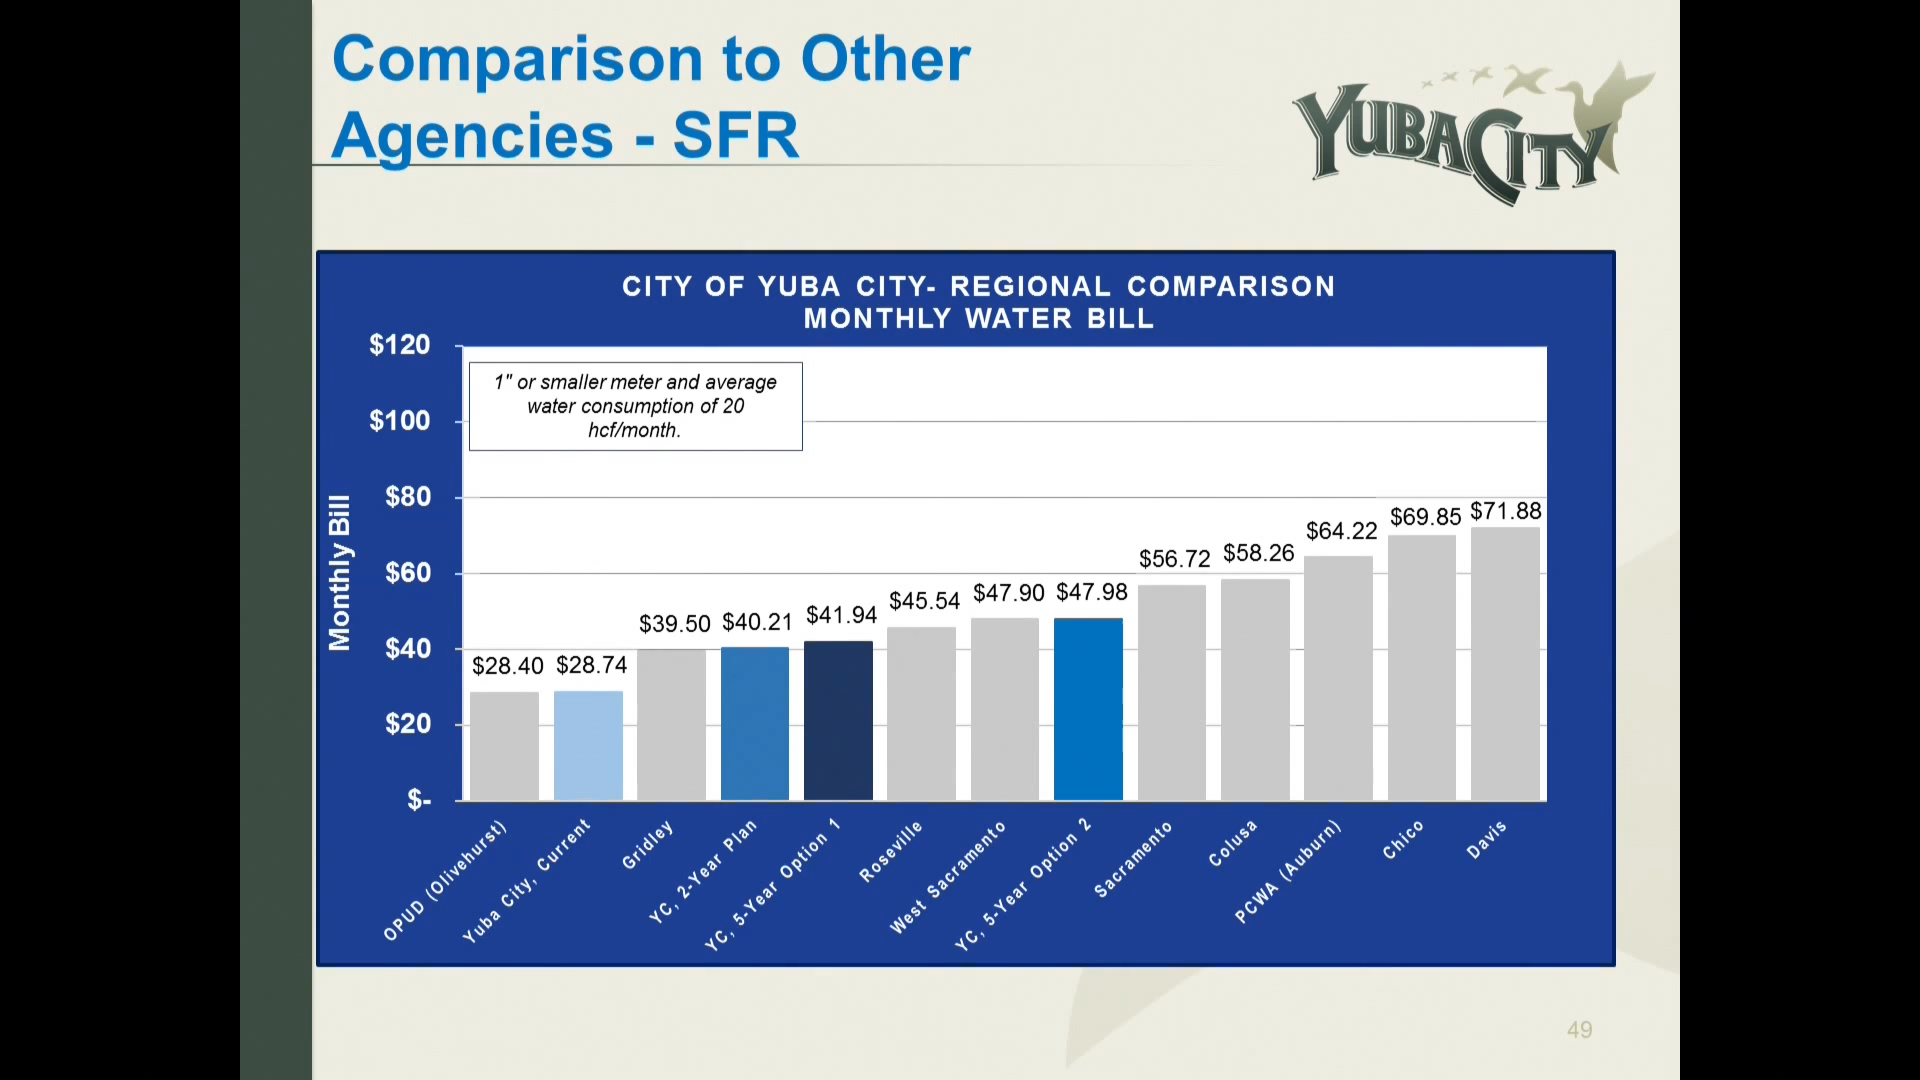 Comparison to Other
Agencies - SFR
YUBA CITY
CITY OF YUBA CITY- REGIONAL COMPARISON
MONTHLY WATER BILL
1" or smaller meter and average
water consumption of 20
hcf/month.
Monthly Bill
$120
$100
$80
$60
$40
$20
$-
$28.40
$28.74
$39.50
$40.21
$41.94
$45.54
$47.90
$47.98
$56.72
$58.26
$64.22
$69.85
$71.88
OPUD (Olivehurst)
Yuba City, Current
Gridley
YC, 2-Year Plan
YC, 5-Year Option 1
Roseville
West Sacramento
YC, 5-Year Option 2
Sacramento
Colusa
PCWA (Auburn)
Chico
Davis
49